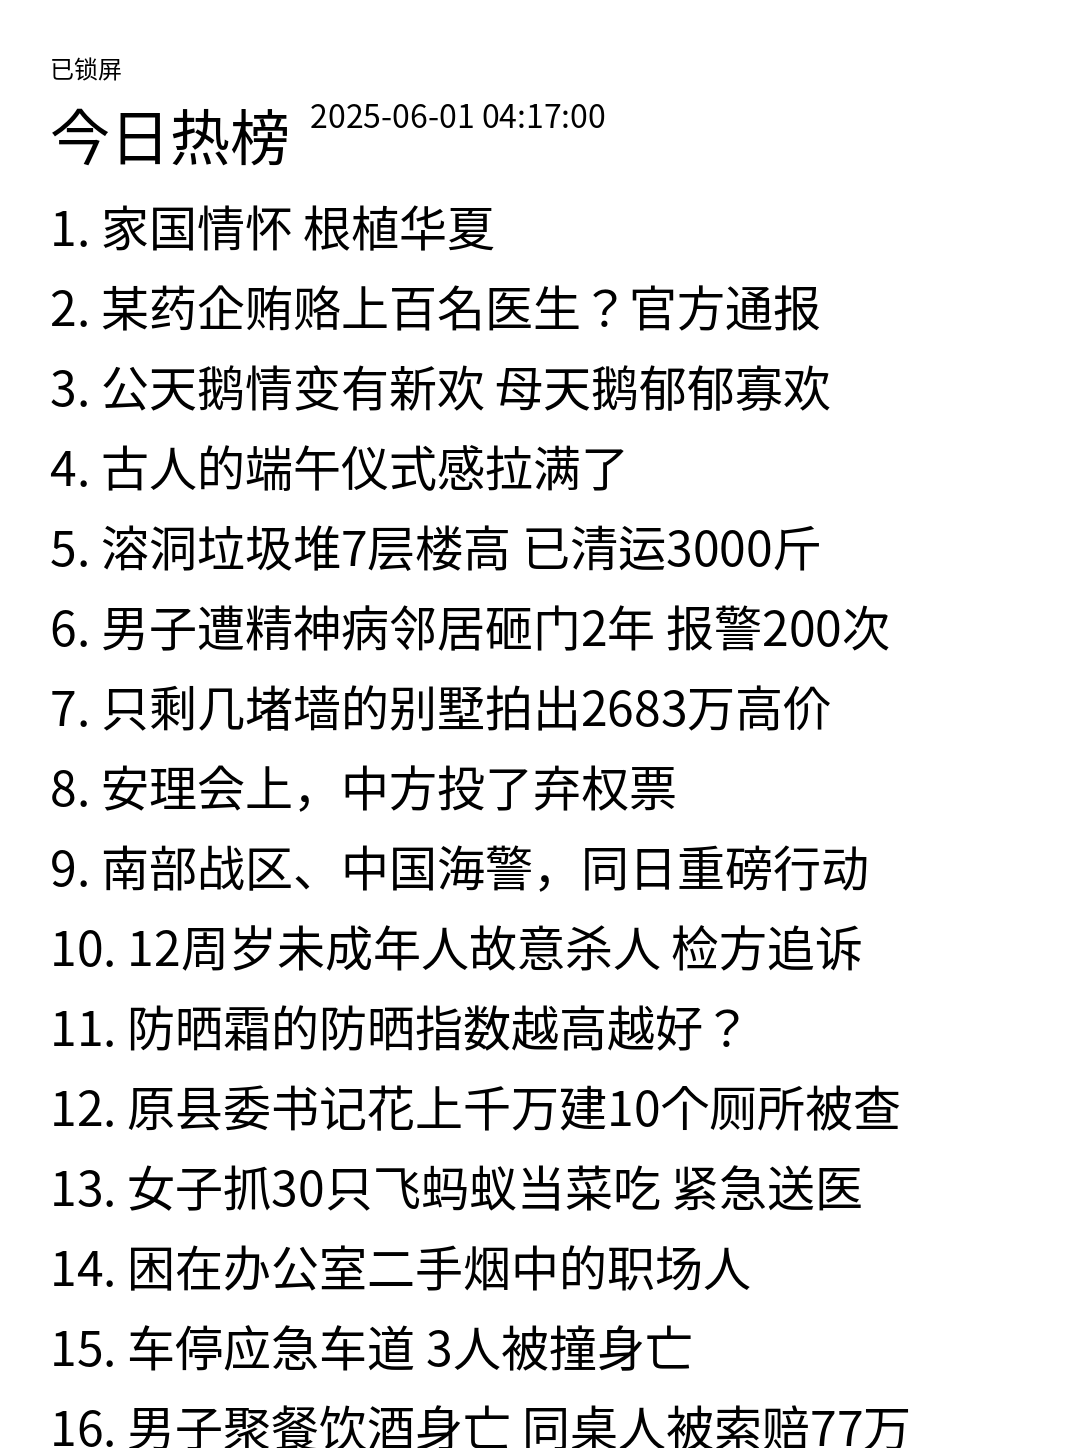 已锁屏
今日热榜 2025-06-01 04:17:00
1. 家国情怀 根植华夏
2. 某药企贿赂上百名医生？官方通报
3. 公天鹅情变有新欢 母天鹅郁郁寡欢
4. 古人的端午仪式感拉满了
5. 溶洞垃圾堆7层楼高 已清运3000斤
6. 男子遭精神病邻居砸门2年 报警200次
7. 只剩几堵墙的别墅拍出2683万高价
8. 安理会上，中方投了弃权票
9. 南部战区、中国海警，同日重磅行动
10. 12周岁未成年人故意杀人 检方追诉
11. 防晒霜的防晒指数越高越好？
12. 原县委书记花上千万建10个厕所被查
13. 女子抓30只飞蚂蚁当菜吃 紧急送医
14. 困在办公室二手烟中的职场人
15. 车停应急车道 3人被撞身亡
16. 男子聚餐饮酒身亡 同桌人被索赔77万